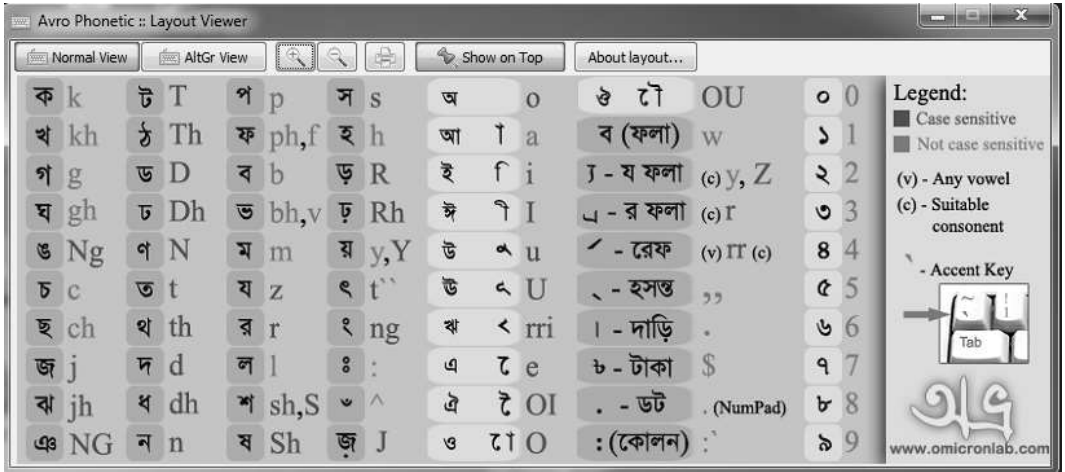 Avro Phonetic :: Layout Viewer
Normal View AltGr View Show on Top About layout...
ক k ট T প p স s অ o ঔ ৌ OU ০ 0
খ kh ঠ Th ফ ph,f হ h আ া a ব (ফলা) w ১ 1
গ g ড D ব b ড় R ই ি i ্য - য ফলা (c) y, Z ২ 2
ঘ gh ঢ Dh ভ bh,v ঢ় Rh ঈ ী I ্র - র ফলা (c) r ৩ 3
ঙ Ng ণ N ম m য় y,Y উ ু u র্ - রেফ (v) rr (c) ৪ 4
চ c ত t য z ৎ t`` ঊ ূ U ্ - হসন্ত ,, ৫ 5
ছ ch থ th র r ং ng ঋ ৃ rri । - দাড়ি . ৬ 6
জ j দ d ল l ঃ : এ ে e ৳ - টাকা $ ৭ 7
ঝ jh ধ dh শ sh,S ঁ ^ ঐ ৈ OI . - ডট . (NumPad) ৮ 8
ঞ NG ন n ষ Sh জ় J ও ো O : (কোলন) :` ৯ 9
Legend:
Case sensitive
Not case sensitive
(v) - Any vowel
(c) - Suitable
consonent
` - Accent Key
~ ` ! 1
Tab
অভ্র
www.omicronlab.com